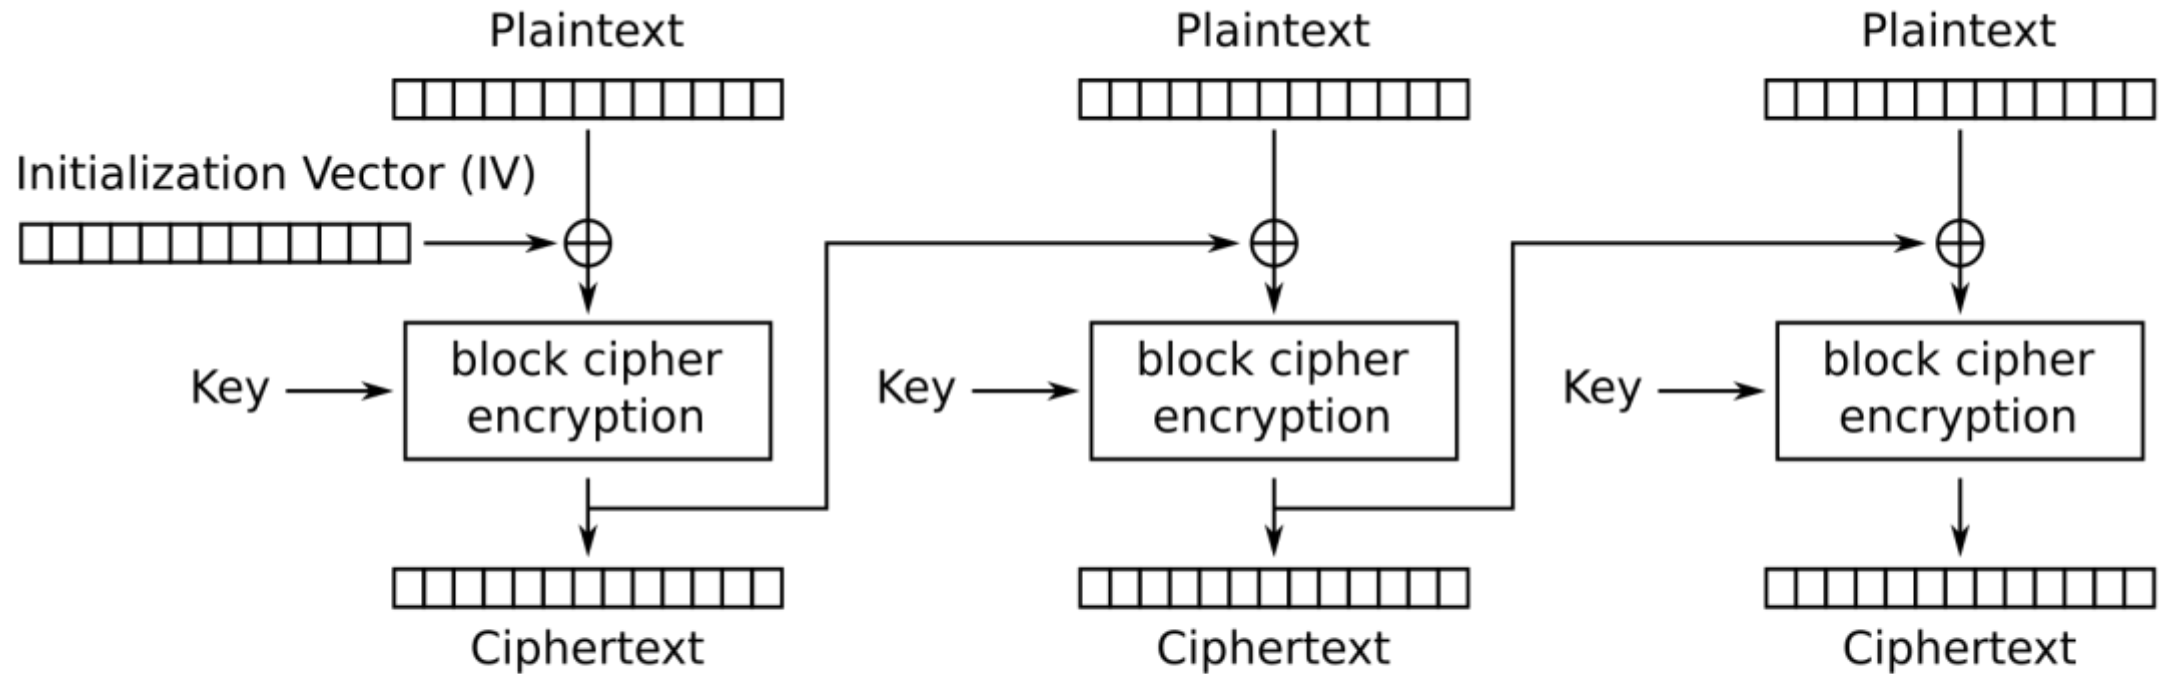 Plaintext
Plaintext
Plaintext
Initialization Vector (IV)
Key
block cipher
encryption
Key
block cipher
encryption
Key
block cipher
encryption
Ciphertext
Ciphertext
Ciphertext